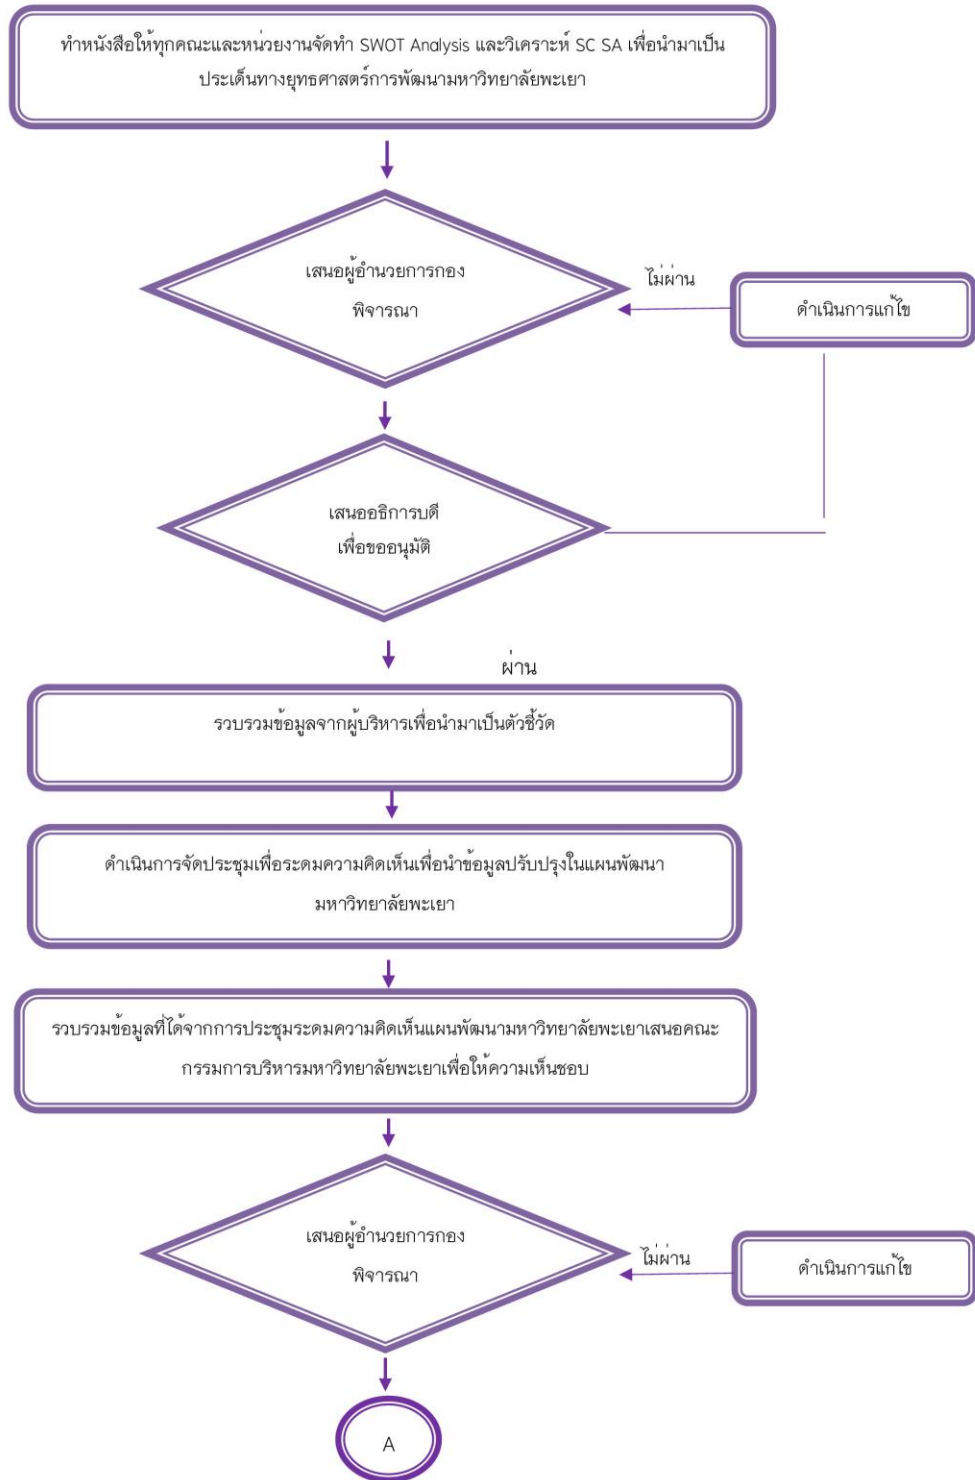 ทำหนังสือให้ทุกคณะและหน่วยงานจัดทำ SWOT Analysis และวิเคราะห์ SC SA เพื่อนำมาเป็น
ประเด็นทางยุทธศาสตร์การพัฒนามหาวิทยาลัยพะเยา
เสนอผู้อำนวยการกอง
พิจารณา
ไม่ผ่าน
ดำเนินการแก้ไข
เสนออธิการบดี
เพื่อขออนุมัติ
ผ่าน
รวบรวมข้อมูลจากผู้บริหารเพื่อนำมาเป็นตัวชี้วัด
ดำเนินการจัดประชุมเพื่อระดมความคิดเห็นเพื่อนำข้อมูลปรับปรุงในแผนพัฒนา
มหาวิทยาลัยพะเยา
รวบรวมข้อมูลที่ได้จากการประชุมระดมความคิดเห็นแผนพัฒนามหาวิทยาลัยพะเยาเสนอคณะ
กรรมการบริหารมหาวิทยาลัยพะเยาเพื่อให้ความเห็นชอบ
เสนอผู้อำนวยการกอง
พิจารณา
ไม่ผ่าน
ดำเนินการแก้ไข
A